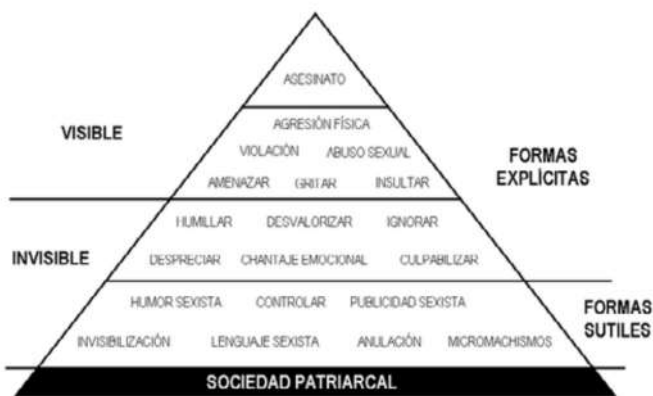 ASESINATO
AGRESIÓN FÍSICA
VISIBLE
VIOLACIÓN ABUSO SEXUAL
FORMAS
EXPLÍCITAS
AMENAZAR GRITAR INSULTAR
HUMILLAR DESVALORIZAR IGNORAR
INVISIBLE
DESPRECIAR CHANTAJE EMOCIONAL CULPABILIZAR
HUMOR SEXISTA CONTROLAR PUBLICIDAD SEXISTA
FORMAS
SUTILES
INVISIBILIZACIÓN LENGUAJE SEXISTA ANULACIÓN MICROMACHISMOS
SOCIEDAD PATRIARCAL